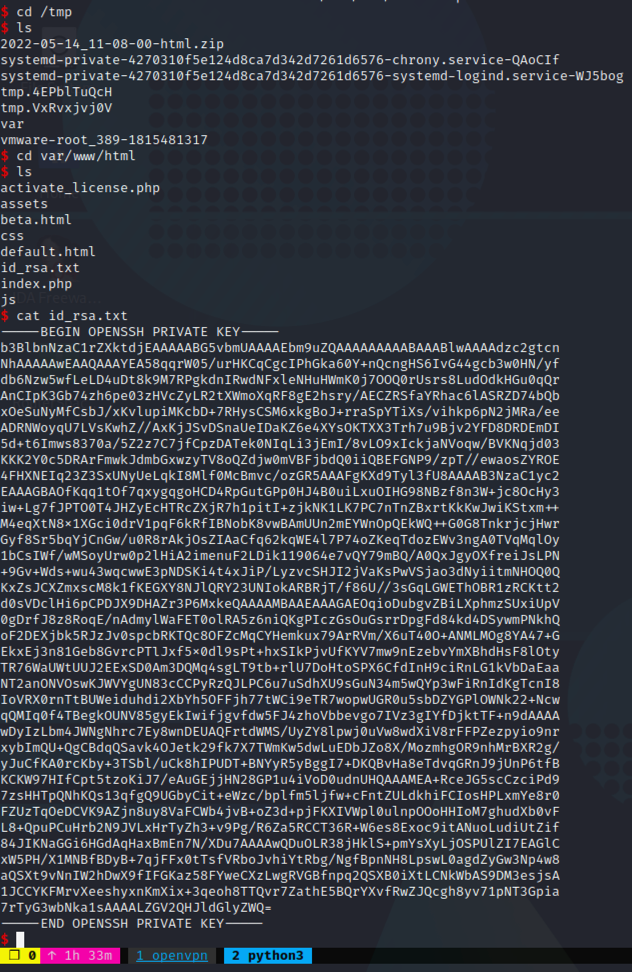 $ cd /tmp
$ ls
2022-05-14_11-08-00-html.zip
systemd-private-4270310f5e124d8ca7d342d7261d6576-chrony.service-QAoCIf
systemd-private-4270310f5e124d8ca7d342d7261d6576-systemd-logind.service-WJ5bog
tmp.4EPblTuQcH
tmp.VxRvxjvj0V
var
vmware-root_389-1815481317
$ cd var/www/html
$ ls
activate_license.php
assets
beta.html
css
default.html
id_rsa.txt
index.php
js
$ cat id_rsa.txt
-----BEGIN OPENSSH PRIVATE KEY-----
b3BlbnNzaC1rZXktdjEAAAAABG5vbmUAAAAEbm9uZQAAAAAAAAABAAABlwAAAAdzc2gtcn
NhAAAAAwEAAQAAAYEA58qqrW05/urHKCqCgcIPhGka60Y+nQcngHS6IvG44gcb3w0HN/yf
db6Nzw5wfLeLD4uDt8k9M7RPgkdnIRwdNFxleNHuHWmK0j7OOQ0rUsrs8LudOdkHGu0qQr
AnCIpK3Gb74zh6pe03zHVcZyLR2tXWmoXqRF8gE2hsry/AECZRSfaYRhac6lASRZD74bQb
xOeSuNyMfCsbJ/xKvlupiMKcbD+7RHysCSM6xkgBoJ+rraSpYTiXs/vihkp6pN2jMRa/ee
ADRNWoyqU7LVsKwhZ//AxKjJSvDSnaUeIDaKZ6e4XYsOKTXX3Trh7u9Bjv2YFD8DRDEmDI
5d+t6Imws8370a/5Z2z7C7jfCpzDATek0NIqLi3jEmI/8vLO9xIckjaNVoqw/BVKNqjd03
KKK2Y0c5DRArFmwkJdmbGxwzyTV8oQZdjw0mVBFjbdQ0iiQBEFGNP9/zpT//ewaosZYROE
4FHXNEIq23Z3SxUNyUeLqkI8Mlf0McBmvc/ozGR5AAAFgKXd9Tyl3fU8AAAAB3NzaC1yc2
EAAAGBAOfKqq1tOf7qxygqgoHCD4RpGutGPp0HJ4B0uiLxuOIHG98NBzf8n3W+jc8OcHy3
iw+Lg7fJPTO0T4JHZyEcHTRcZXjR7h1pitI+zjkNK1LK7PC7nTnZBxrtKkKwJwiKStxm++
M4eqXtN8x1XGci0drV1pqF6kRfIBNobK8vwBAmUUn2mEYWnOpQEkWQ++G0G8TnkrjcjHwr
Gyf8Sr5bqYjCnGw/u0R8rAkjOsZIAaCfq62kqWE4l7P74oZKeqTdozEWv3ngA0TVqMqlOy
1bCsIWf/wMSoyUrw0p2lHiA2imenuF2LDik119064e7vQY79mBQ/A0QxJgyOXfreiJsLPN
+9Gv+Wds+wu43wqcwwE3pNDSKi4t4xJiP/LyzvcSHJI2jVaKsPwVSjao3dNyiitmNHOQ0Q
KxZsJCXZmxscM8k1fKEGXY8NJlQRY23UNIokARBRjT/f86U//3sGqLGWEThOBR1zRCKtt2
d0sVDclHi6pCPDJX9DHAZr3P6MxkeQAAAAMBAAEAAAGAEOqioDubgvZBiLXphmzSUxiUpV
0gDrfJ8z8RoqE/nAdmylWaFET0olRA5z6niQKgPIczGsOuGsrrDpgFd84kd4DSywmPNkhQ
oF2DEXjbk5RJzJv0spcbRKTQc8OFZcMqCYHemkux79ArRVm/X6uT40O+ANMLMOg8YA47+G
EkxEj3n81Geb8GvrcPTlJxf5x0dl9sPt+hxSIkPjvUfKYV7mw9nEzebvYmXBhdHsF8lOty
TR76WaUWtUUJ2EExSD0Am3DQMq4sgLT9tb+rlU7DoHtoSPX6CfdInH9ciRnLG1kVbDaEaa
NT2anONVOswKJWVYgUN83cCCPyRzQJLPC6u7uSdhXU9sGuN34m5wQYp3wFiRnIdKgTcnI8
IoVRX0rnTtBUWeiduhdi2XbYh5OFFjh77tWCi9eTR7wopwUGR0u5sbDZYGPlOWNk22+Ncw
qQMIq0f4TBegkOUNV85gyEkIwifjgvfdw5FJ4zhoVbbevgo7IVz3gIYfDjktTF+n9dAAAA
wDyIzLbm4JWNgNhrc7Ey8wnDEUAQFrtdWMS/UyZY8lpwj0uVw8wdXiV8rFFPZezpyio9nr
xybImQU+QgCBdqQSavk4OJetk29fk7X7TWmKw5dwLuEDbJZo8X/MozmhgOR9nhMrBXR2g/
yJuCfKA0rcKby+3TSbl/uCk8hIPUDT+BNYyR5yBggI7+DKQBvHa8eTdvqGRnJ9jUnP6tfB
KCKW97HIfCpt5tzoKiJ7/eAuGEjjHN28GP1u4iVoD0udnUHQAAAMEA+RceJG5scCzciPd9
7zsHHTpQNhKQs13qfgQ9UGbyCit+eWzc/bplfm5ljfw+cFntZULdkhiFCIosHPLxmYe8r0
FZUzTqOeDCVK9AZjn8uy8VaFCWb4jvB+oZ3d+pjFKXIVWpl0ulnpOOoHHIoM7ghudXb0vF
L8+QpuPCuHrb2N9JVLxHrTyZh3+v9Pg/R6Za5RCCT36R+W6es8Exoc9itANuoLudiUtZif
84JIKNaGGi6HGdAqHaxBmEn7N/XDu7AAAAwQDuOLR38jHklS+pmYsXyLjOSPUlZI7EAGlC
xW5PH/X1MNBfBDyB+7qjFFx0tTsfVRboJvhiYtRbg/NgfBpnNH8LpswL0agdZyGw3Np4w8
aQSXt9vNnIW2hDwX9fIFGKaz58FYweCXzLwgRVGBfnpq2QSXB0iXtLCNkWbAS9DM3esjsA
1JCCYKFMrvXeeshyxnKmXix+3qeoh8TTQvr7ZathE5BQrYXvfRwZJQcgh8yv71pNT3Gpia
7rTyG3wbNka1sAAAALZGV2QHJldGlyZWQ=
-----END OPENSSH PRIVATE KEY-----
$
0 ↑ 1h 33m 1 openvpn 2 python3